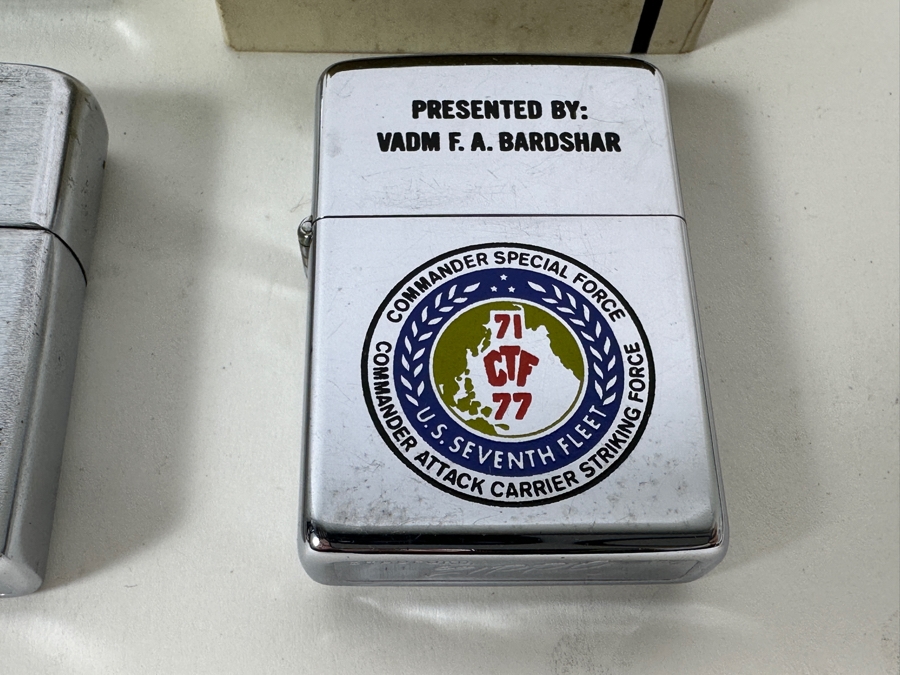 PRESENTED BY:
VADM F. A. BARDSHAR
COMMANDER SPECIAL FORCE
71
CTF
77
U.S. SEVENTH FLEET
COMMANDER ATTACK CARRIER STRIKING FORCE